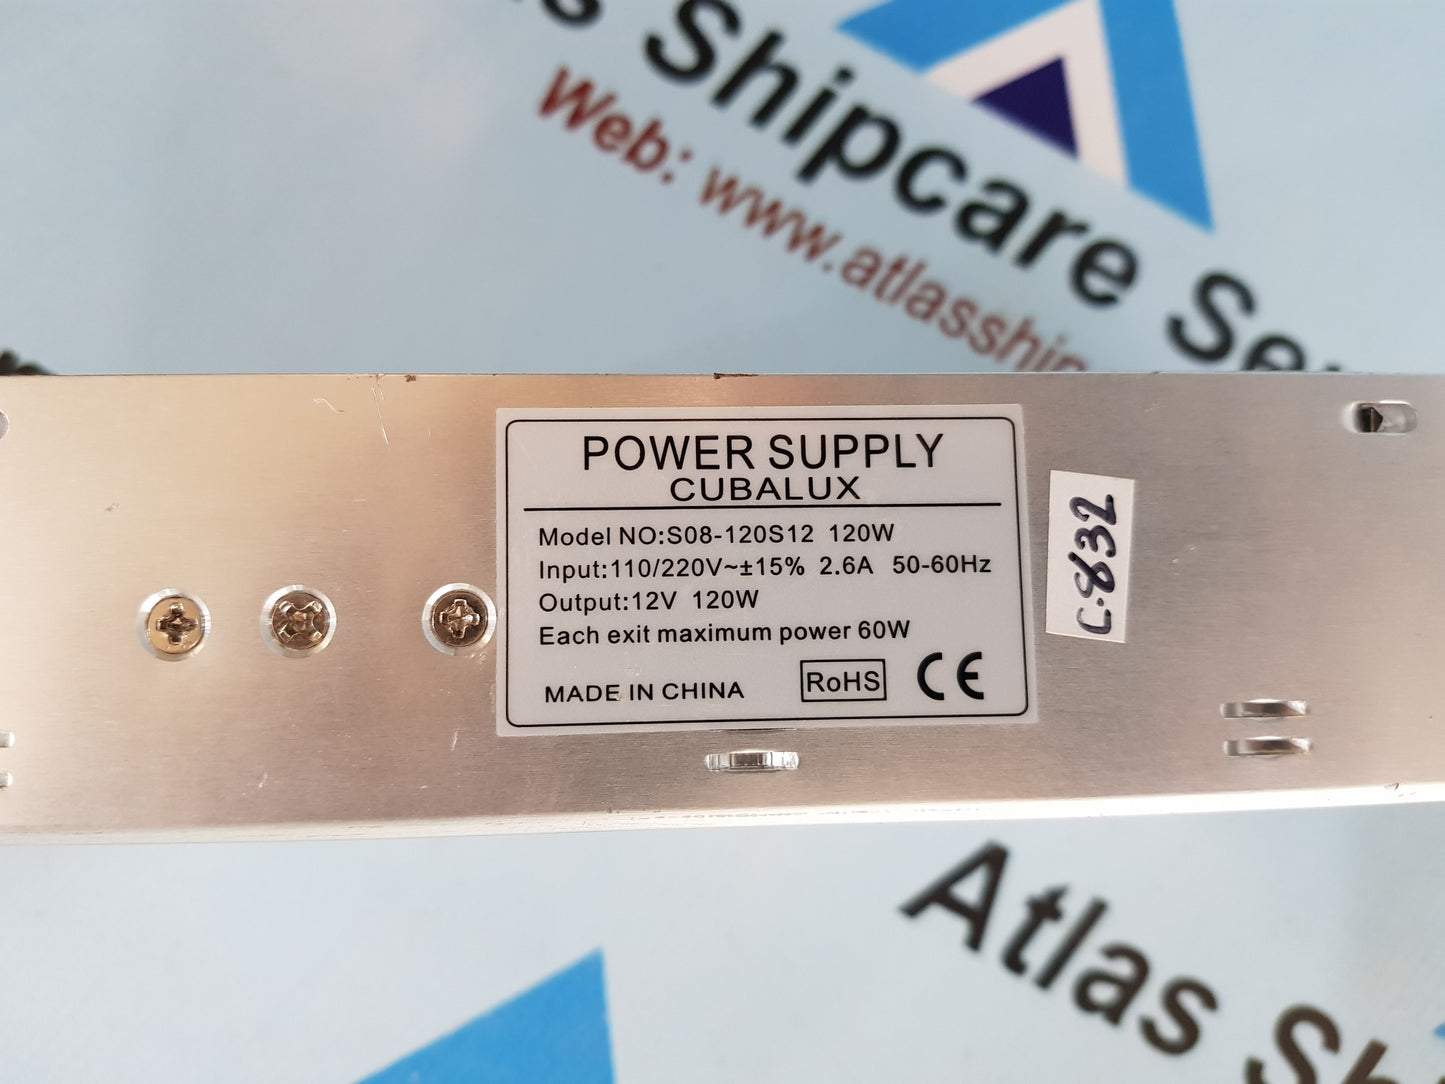 s Shipcare Se
Web: www.atlasship
POWER SUPPLY
CUBALUX
Model NO:S08-120S12 120W
Input:110/220V~±15% 2.6A 50-60Hz
Output:12V 120W
Each exit maximum power 60W
MADE IN CHINA RoHS CE
C-8632
Atlas Sh